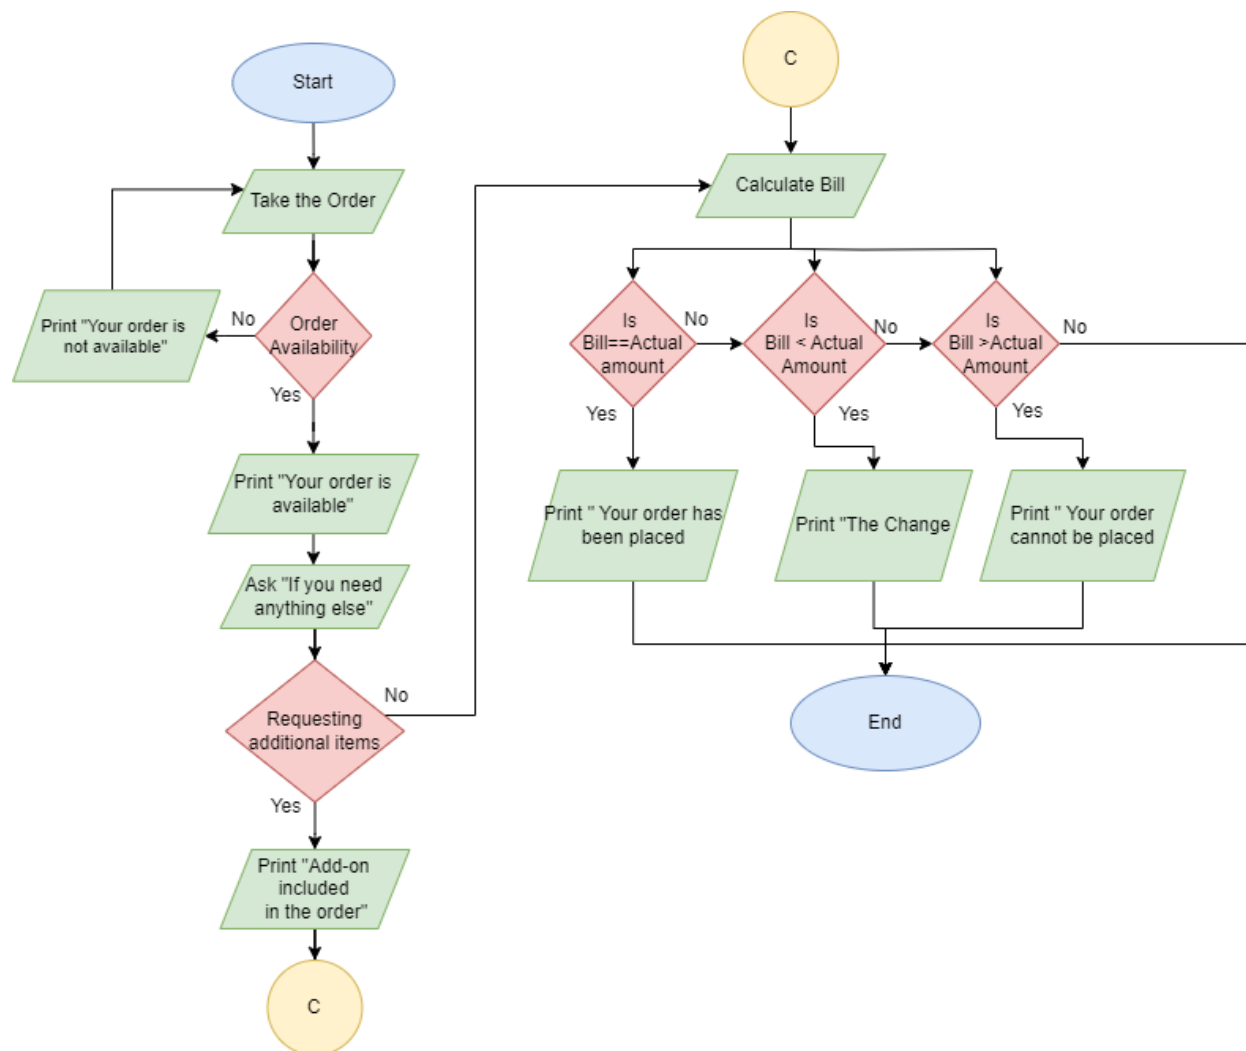 Start
Take the Order
Print "Your order is
not available"
No
Order
Availability
Yes
Print "Your order is
available"
Ask "If you need
anything else"
No
Requesting
additional items
Yes
Print "Add-on
included
in the order"
C
C
Calculate Bill
Is
Bill==Actual
amount
No
Is
Bill < Actual
Amount
No
Is
Bill >Actual
Amount
No
Yes
Yes
Yes
Print " Your order has
been placed
Print "The Change
Print " Your order
cannot be placed
End